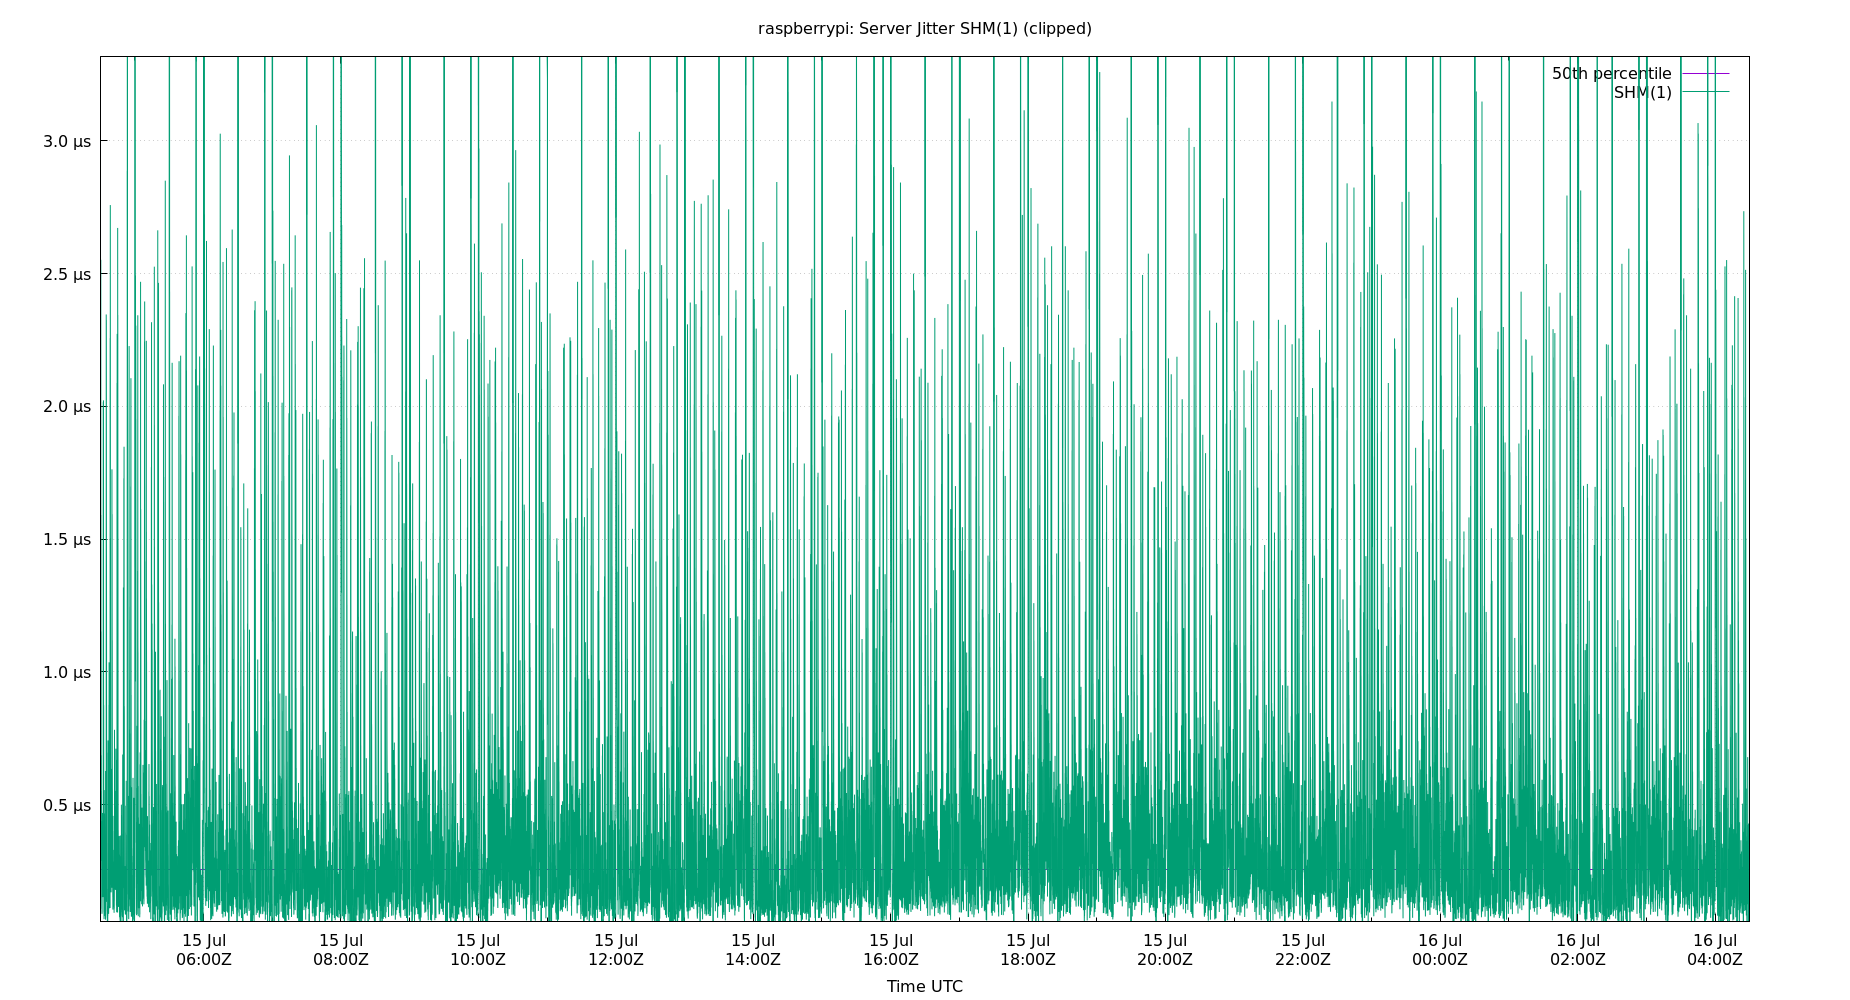 raspberrypi: Server Jitter SHM(1) (clipped)
50th percentile
SHM(1)
3.0 µs
2.5 µs
2.0 µs
1.5 µs
1.0 µs
0.5 µs
15 Jul 15 Jul 15 Jul 15 Jul 15 Jul 15 Jul 15 Jul 15 Jul 15 Jul 16 Jul 16 Jul 16 Jul
06:00Z 08:00Z 10:00Z 12:00Z 14:00Z 16:00Z 18:00Z 20:00Z 22:00Z 00:00Z 02:00Z 04:00Z
Time UTC